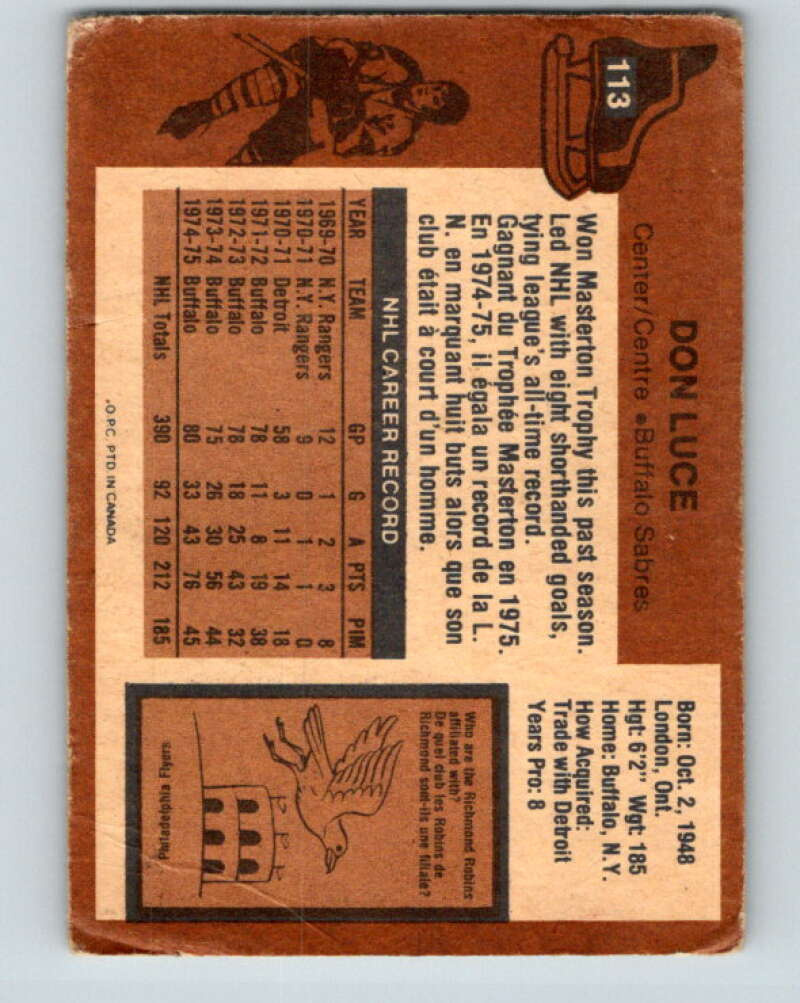 113
DON LUCE
Center/Centre • Buffalo Sabres
Won Masterton Trophy this past season.
Led NHL with eight shorthanded goals,
tying league's all-time record.
Gagnant du Trophée Masterton en 1975.
En 1974-75, il égala un record de la L.
N. en marquant huit buts alors que son
club était à court d'un homme.
Born: Oct. 2, 1948
London, Ont.
Hgt: 6'2" Wgt: 185
Home: Buffalo, N.Y.
How Acquired:
Trade with Detroit
Years Pro: 8
NHL CAREER RECORD
YEAR TEAM GP G A PTS PIM
1969-70 N.Y. Rangers 12 1 2 3 8
1970-71 N.Y. Rangers 9 0 1 1 0
1970-71 Detroit 58 3 11 14 18
1971-72 Buffalo 78 11 8 19 38
1972-73 Buffalo 78 18 25 43 32
1973-74 Buffalo 75 26 30 56 44
1974-75 Buffalo 80 33 43 76 45
NHL Totals 390 92 120 212 185
Who are the Richmond Robins
affiliated with?
De quel club les Robins de
Richmond sont-ils une filiale?
Philadelphia Flyers.
O.P.C. PTD. IN CANADA